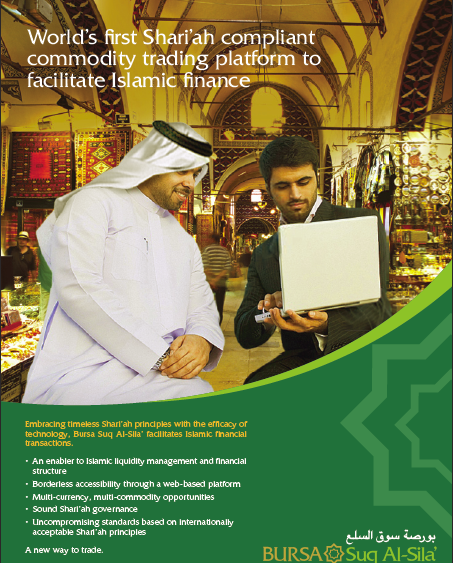 World's first Shari'ah compliant
commodity trading platform to
facilitate Islamic finance
Embracing timeless Shari'ah principles with the efficacy of
technology, Bursa Suq Al-Sila' facilitates Islamic financial
transactions.
• An enabler to Islamic liquidity management and financial
structure
• Borderless accessibility through a web-based platform
• Multi-currency, multi-commodity opportunities
• Sound Shari'ah governance
• Uncompromising standards based on internationally
acceptable Shari'ah principles
A new way to trade.
بورصة سوق السلع
BURSA Suq Al-Sila'